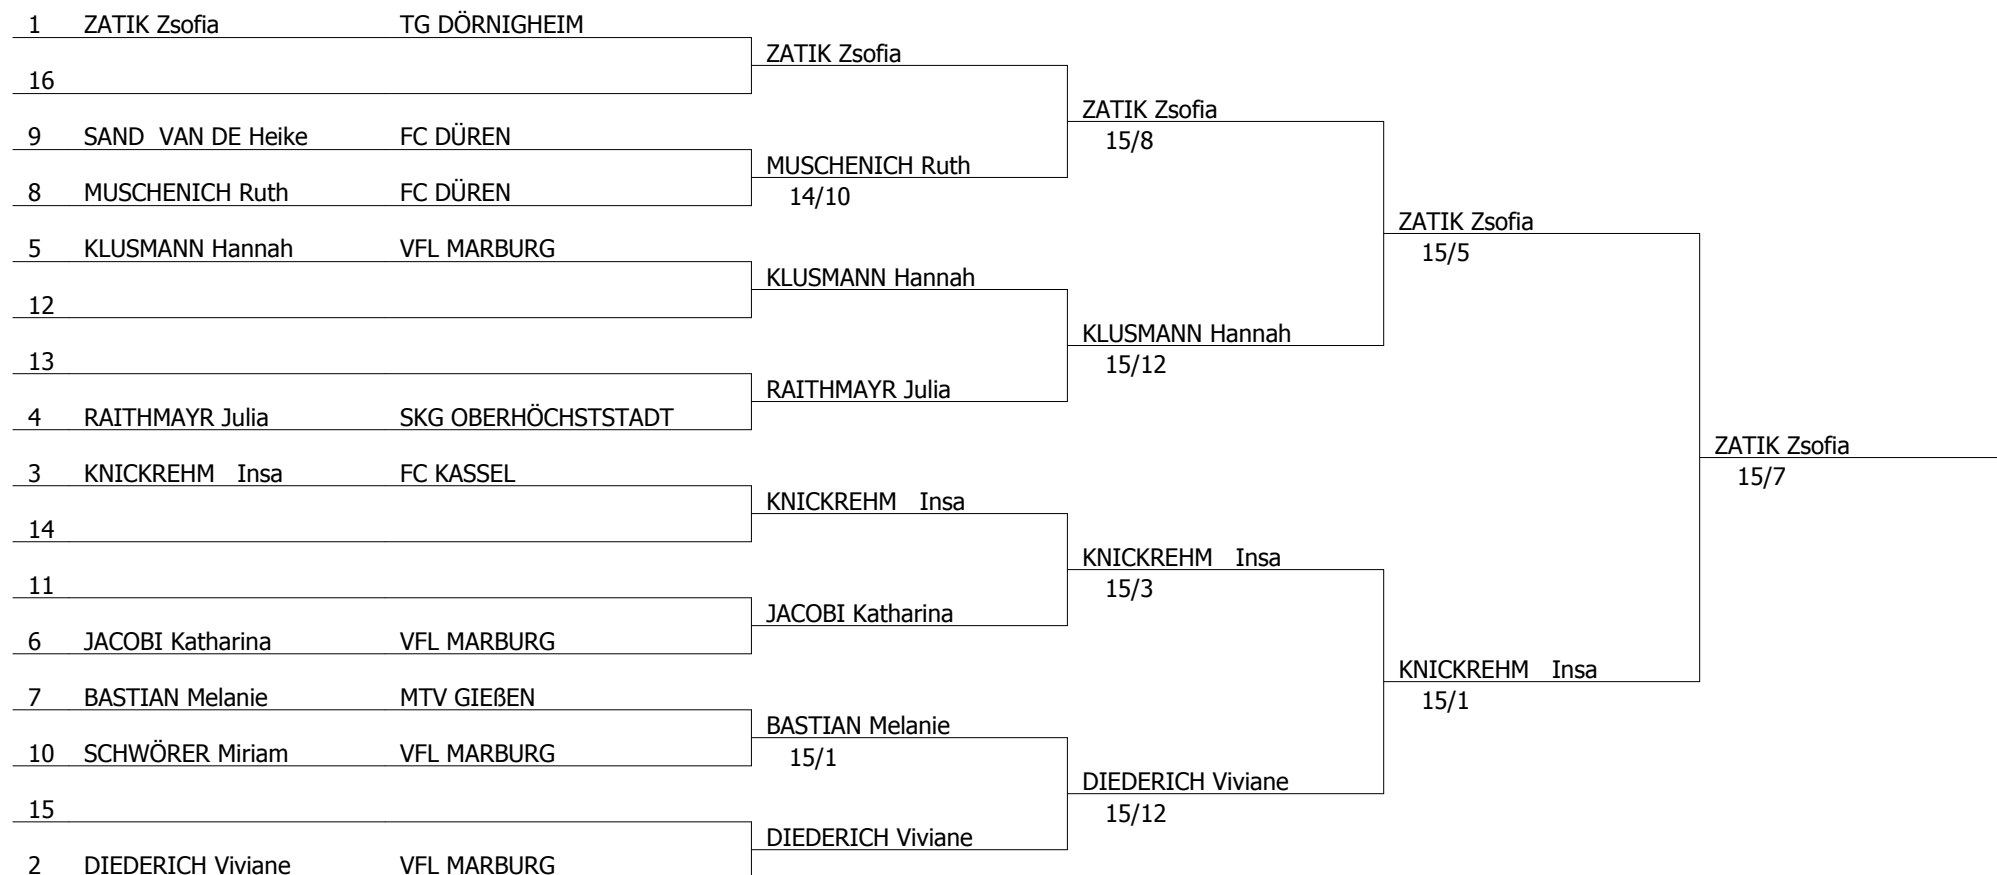 1 ZATIK Zsofia TG DÖRNIGHEIM
ZATIK Zsofia
16
ZATIK Zsofia
15/8
9 SAND VAN DE Heike FC DÜREN
MUSCHENICH Ruth
14/10
8 MUSCHENICH Ruth FC DÜREN
ZATIK Zsofia
15/5
5 KLUSMANN Hannah VFL MARBURG
KLUSMANN Hannah
12
KLUSMANN Hannah
15/12
13
RAITHMAYR Julia
4 RAITHMAYR Julia SKG OBERHÖCHSTSTADT
ZATIK Zsofia
15/7
3 KNICKREHM Insa FC KASSEL
KNICKREHM Insa
14
KNICKREHM Insa
15/3
11
JACOBI Katharina
6 JACOBI Katharina VFL MARBURG
KNICKREHM Insa
15/1
7 BASTIAN Melanie MTV GIEßEN
BASTIAN Melanie
15/1
10 SCHWÖRER Miriam VFL MARBURG
DIEDERICH Viviane
15/12
15
DIEDERICH Viviane
2 DIEDERICH Viviane VFL MARBURG